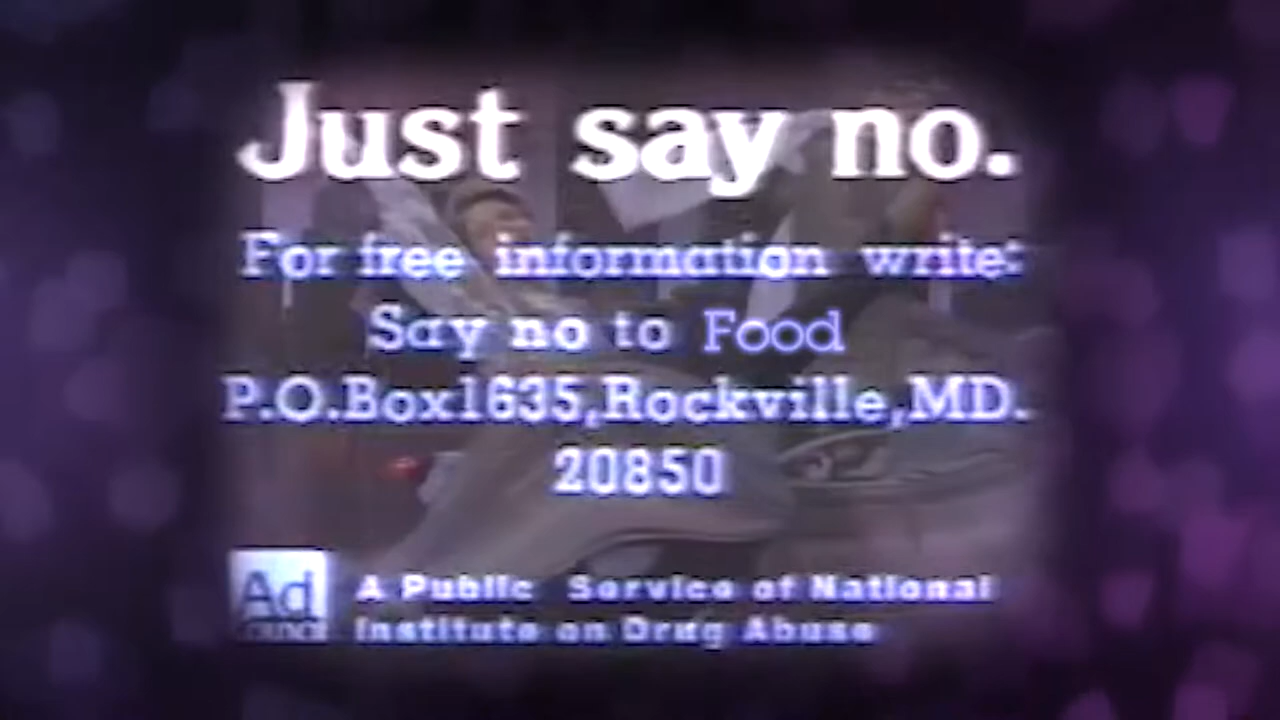 Just say no.
For free information write:
Say no to Food
P.O.Box1635,Rockville,MD.
20850
Ad
COUNCIL
A Public Service of National
Institute on Drug Abuse